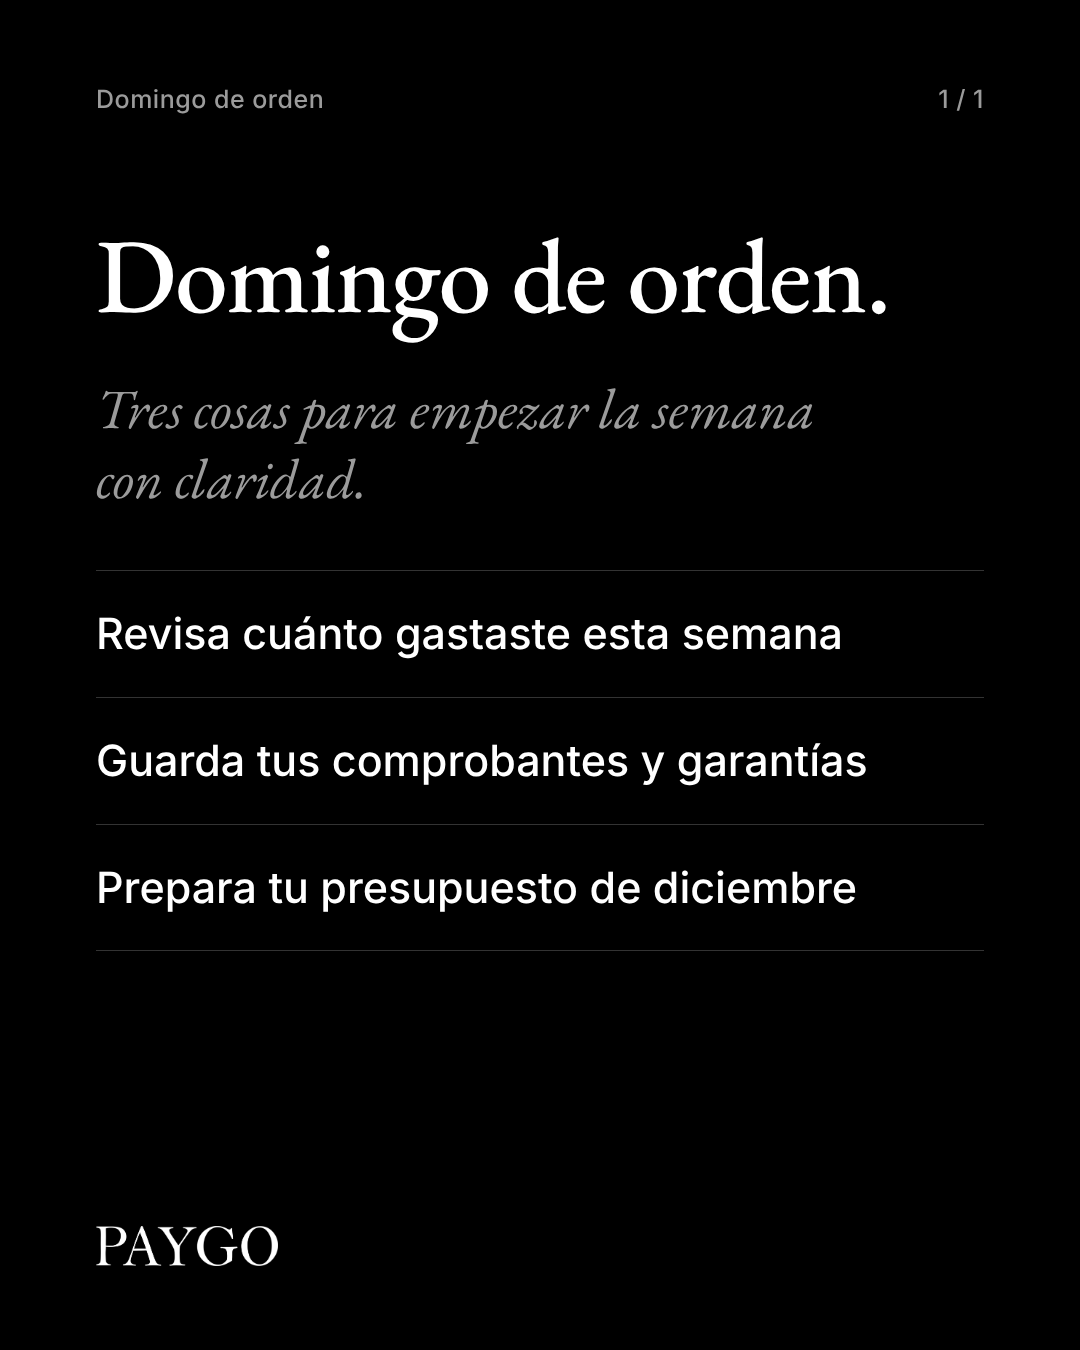 Domingo de orden
1 / 1
Domingo de orden.
Tres cosas para empezar la semana
con claridad.
Revisa cuánto gastaste esta semana
Guarda tus comprobantes y garantías
Prepara tu presupuesto de diciembre
PAYGO